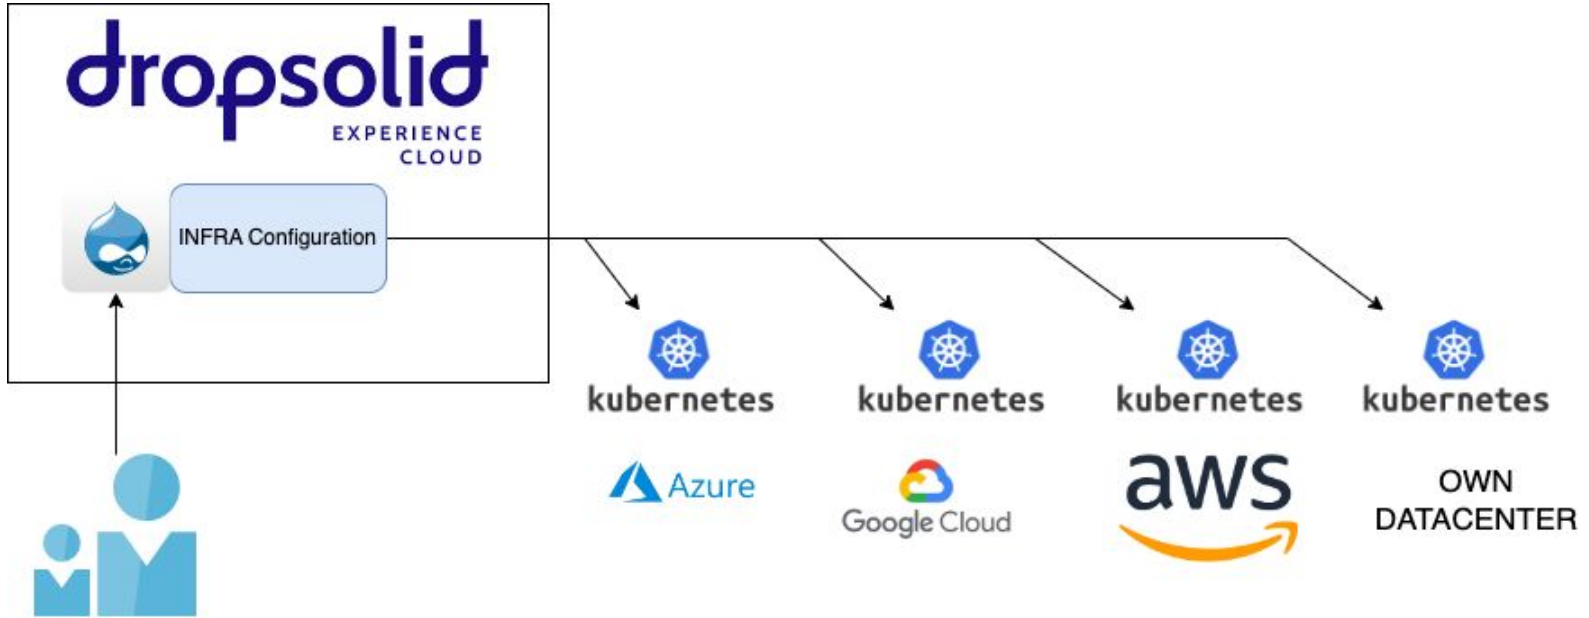 dropsolid
EXPERIENCE
CLOUD
INFRA Configuration
kubernetes
kubernetes
kubernetes
kubernetes
Azure
Google Cloud
aws
OWN
DATACENTER